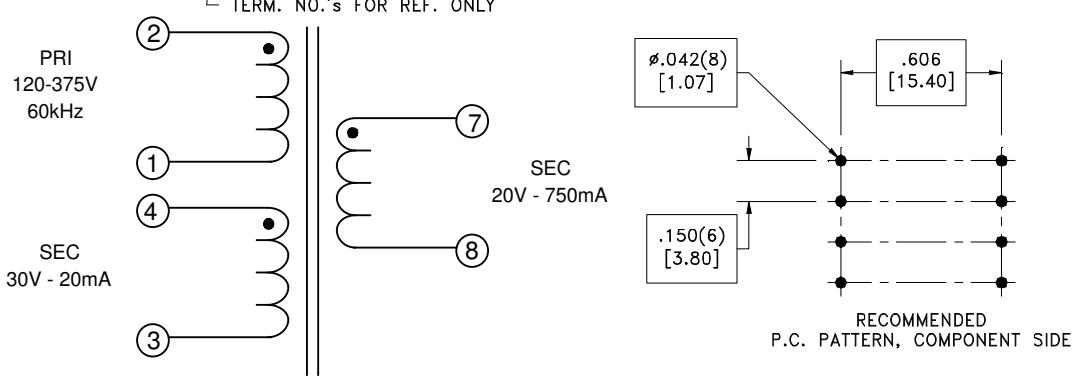 TERM. NO.'s FOR REF. ONLY
PRI
120-375V
60kHz
2
1
4
SEC
30V - 20mA
3
7
SEC
20V - 750mA
8
ø.042(8)
[1.07]
.606
[15.40]
.150(6)
[3.80]
RECOMMENDED
P.C. PATTERN, COMPONENT SIDE